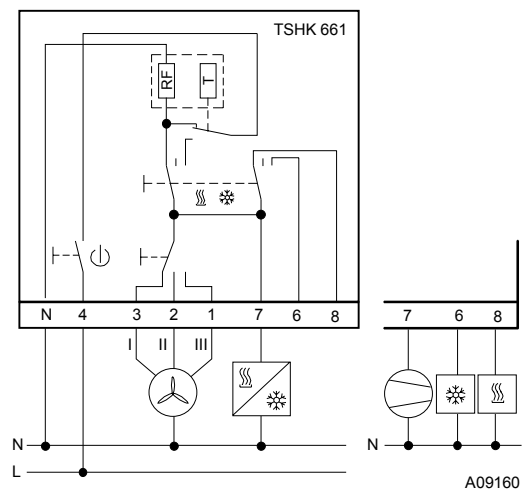 TSHK 661
RF T
N 4 3 2 1 7 6 8
7 6 8
I II III
N
L
N
A09160